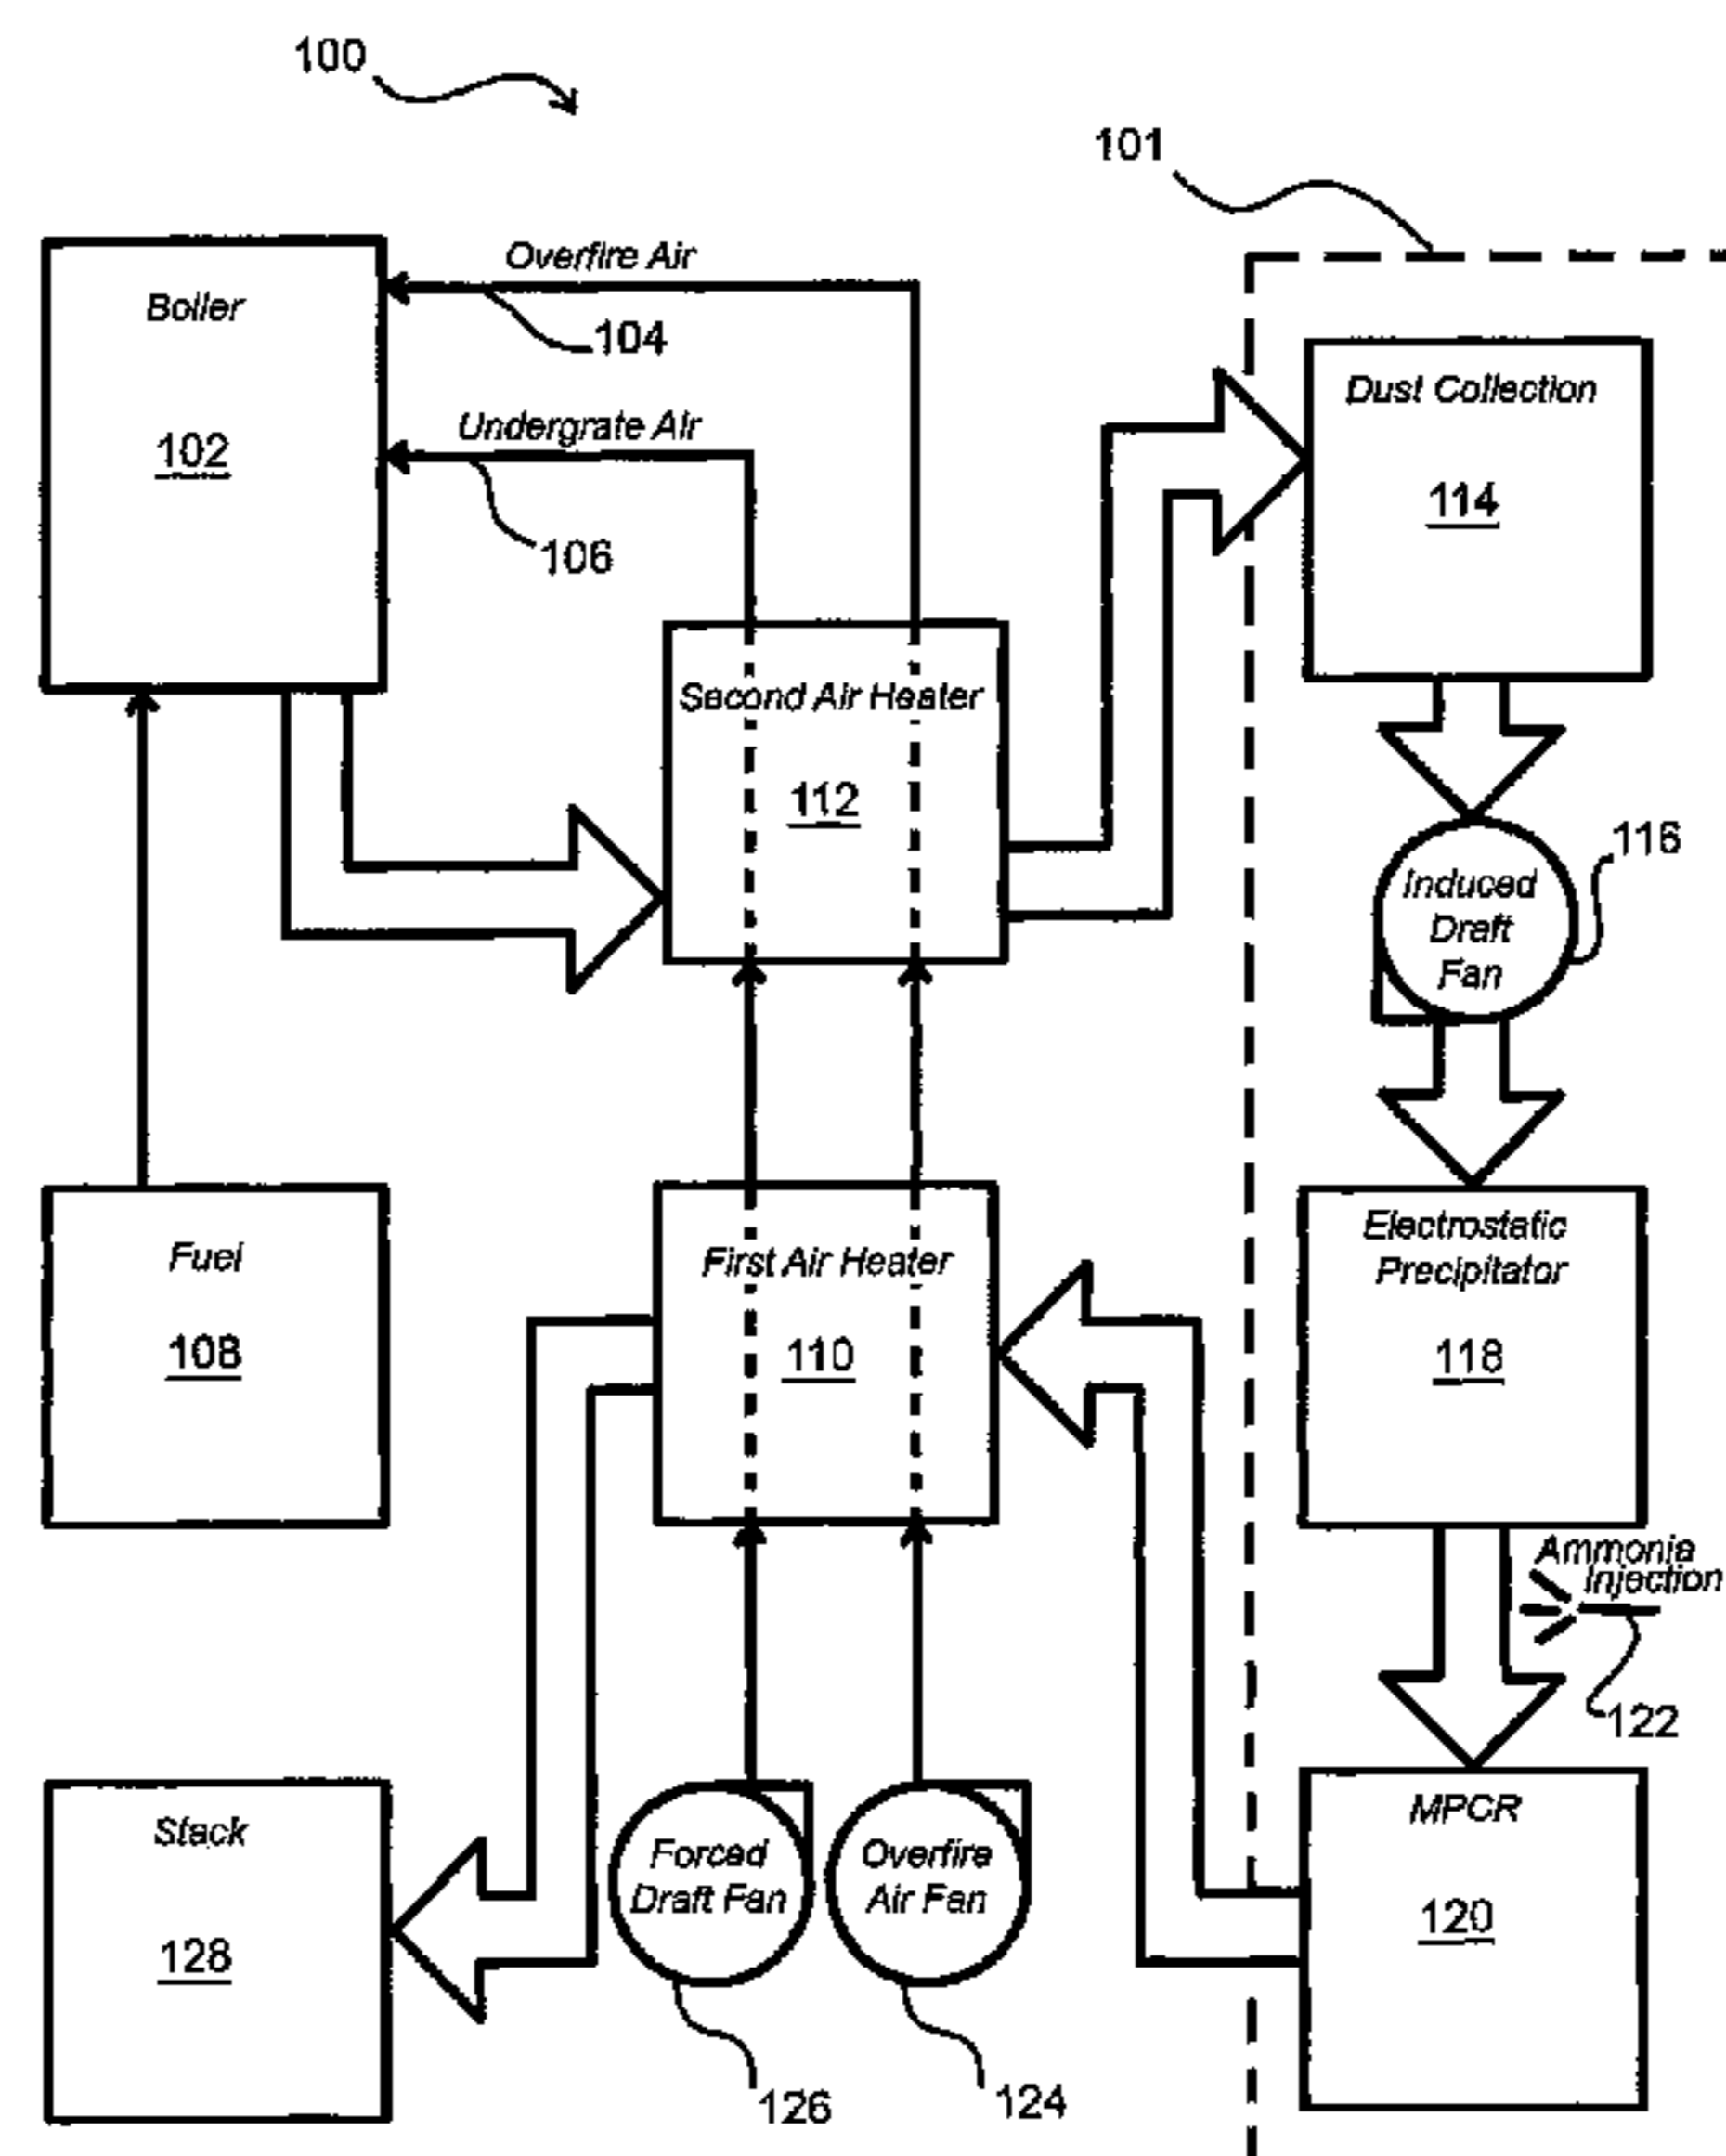 100
101
Overfire Air
Boiler
104
Dust Collection
Undergrate Air
102
114
106
Second Air Heater
112
116
Induced
Draft
Fan
Electrostatic
Precipitator
Fuel
First Air Heater
108
110
118
Ammonia
Injection
122
MPCR
Stack
Forced
Draft Fan
Overfire
Air Fan
120
128
126
124